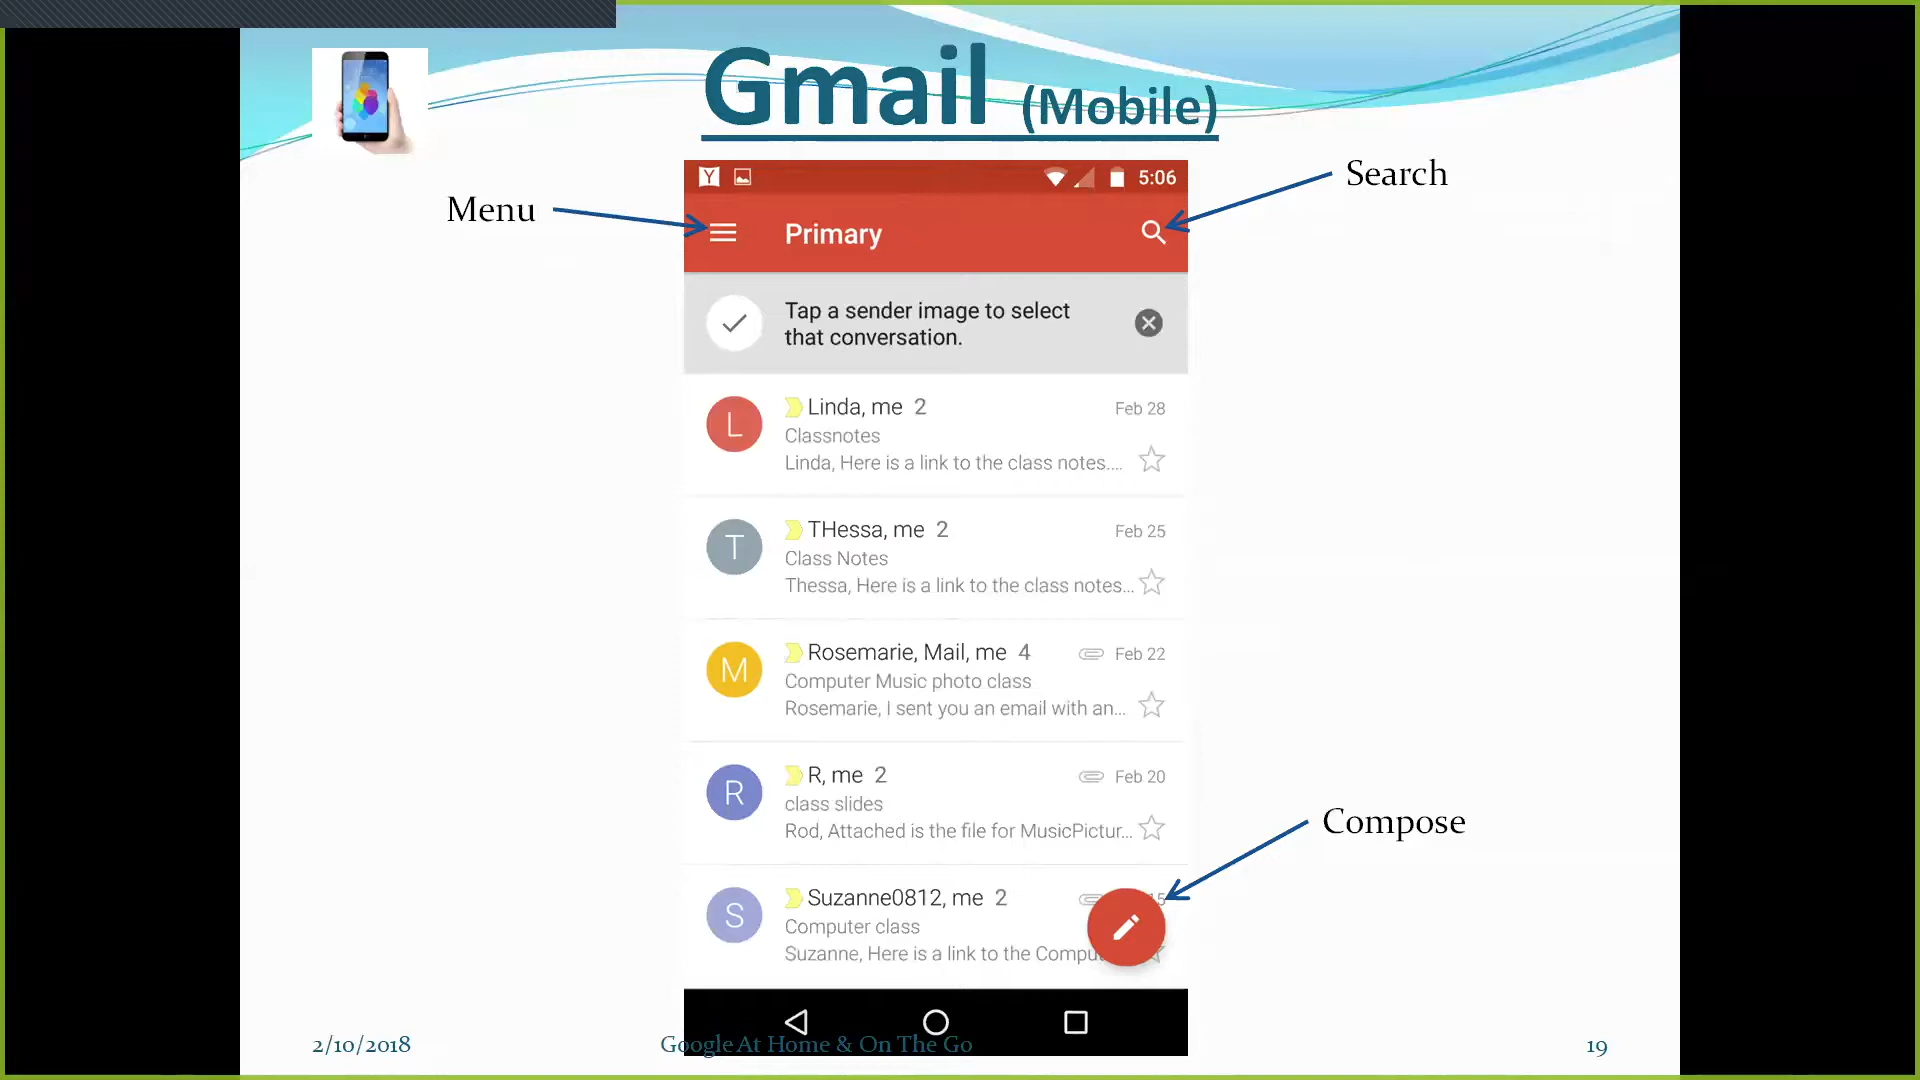 Gmail (Mobile)
Search
Menu
Y
5:06
Primary
Tap a sender image to select
that conversation.
L
Linda, me 2
Feb 28
Classnotes
Linda, Here is a link to the class notes....
T
THessa, me 2
Feb 25
Class Notes
Thessa, Here is a link to the class notes...
M
Rosemarie, Mail, me 4
Feb 22
Computer Music photo class
Rosemarie, I sent you an email with an...
R
R, me 2
Feb 20
class slides
Rod, Attached is the file for MusicPictur...
Compose
S
Suzanne0812, me 2
Computer class
Suzanne, Here is a link to the
2/10/2018
Google At Home & On The Go
19